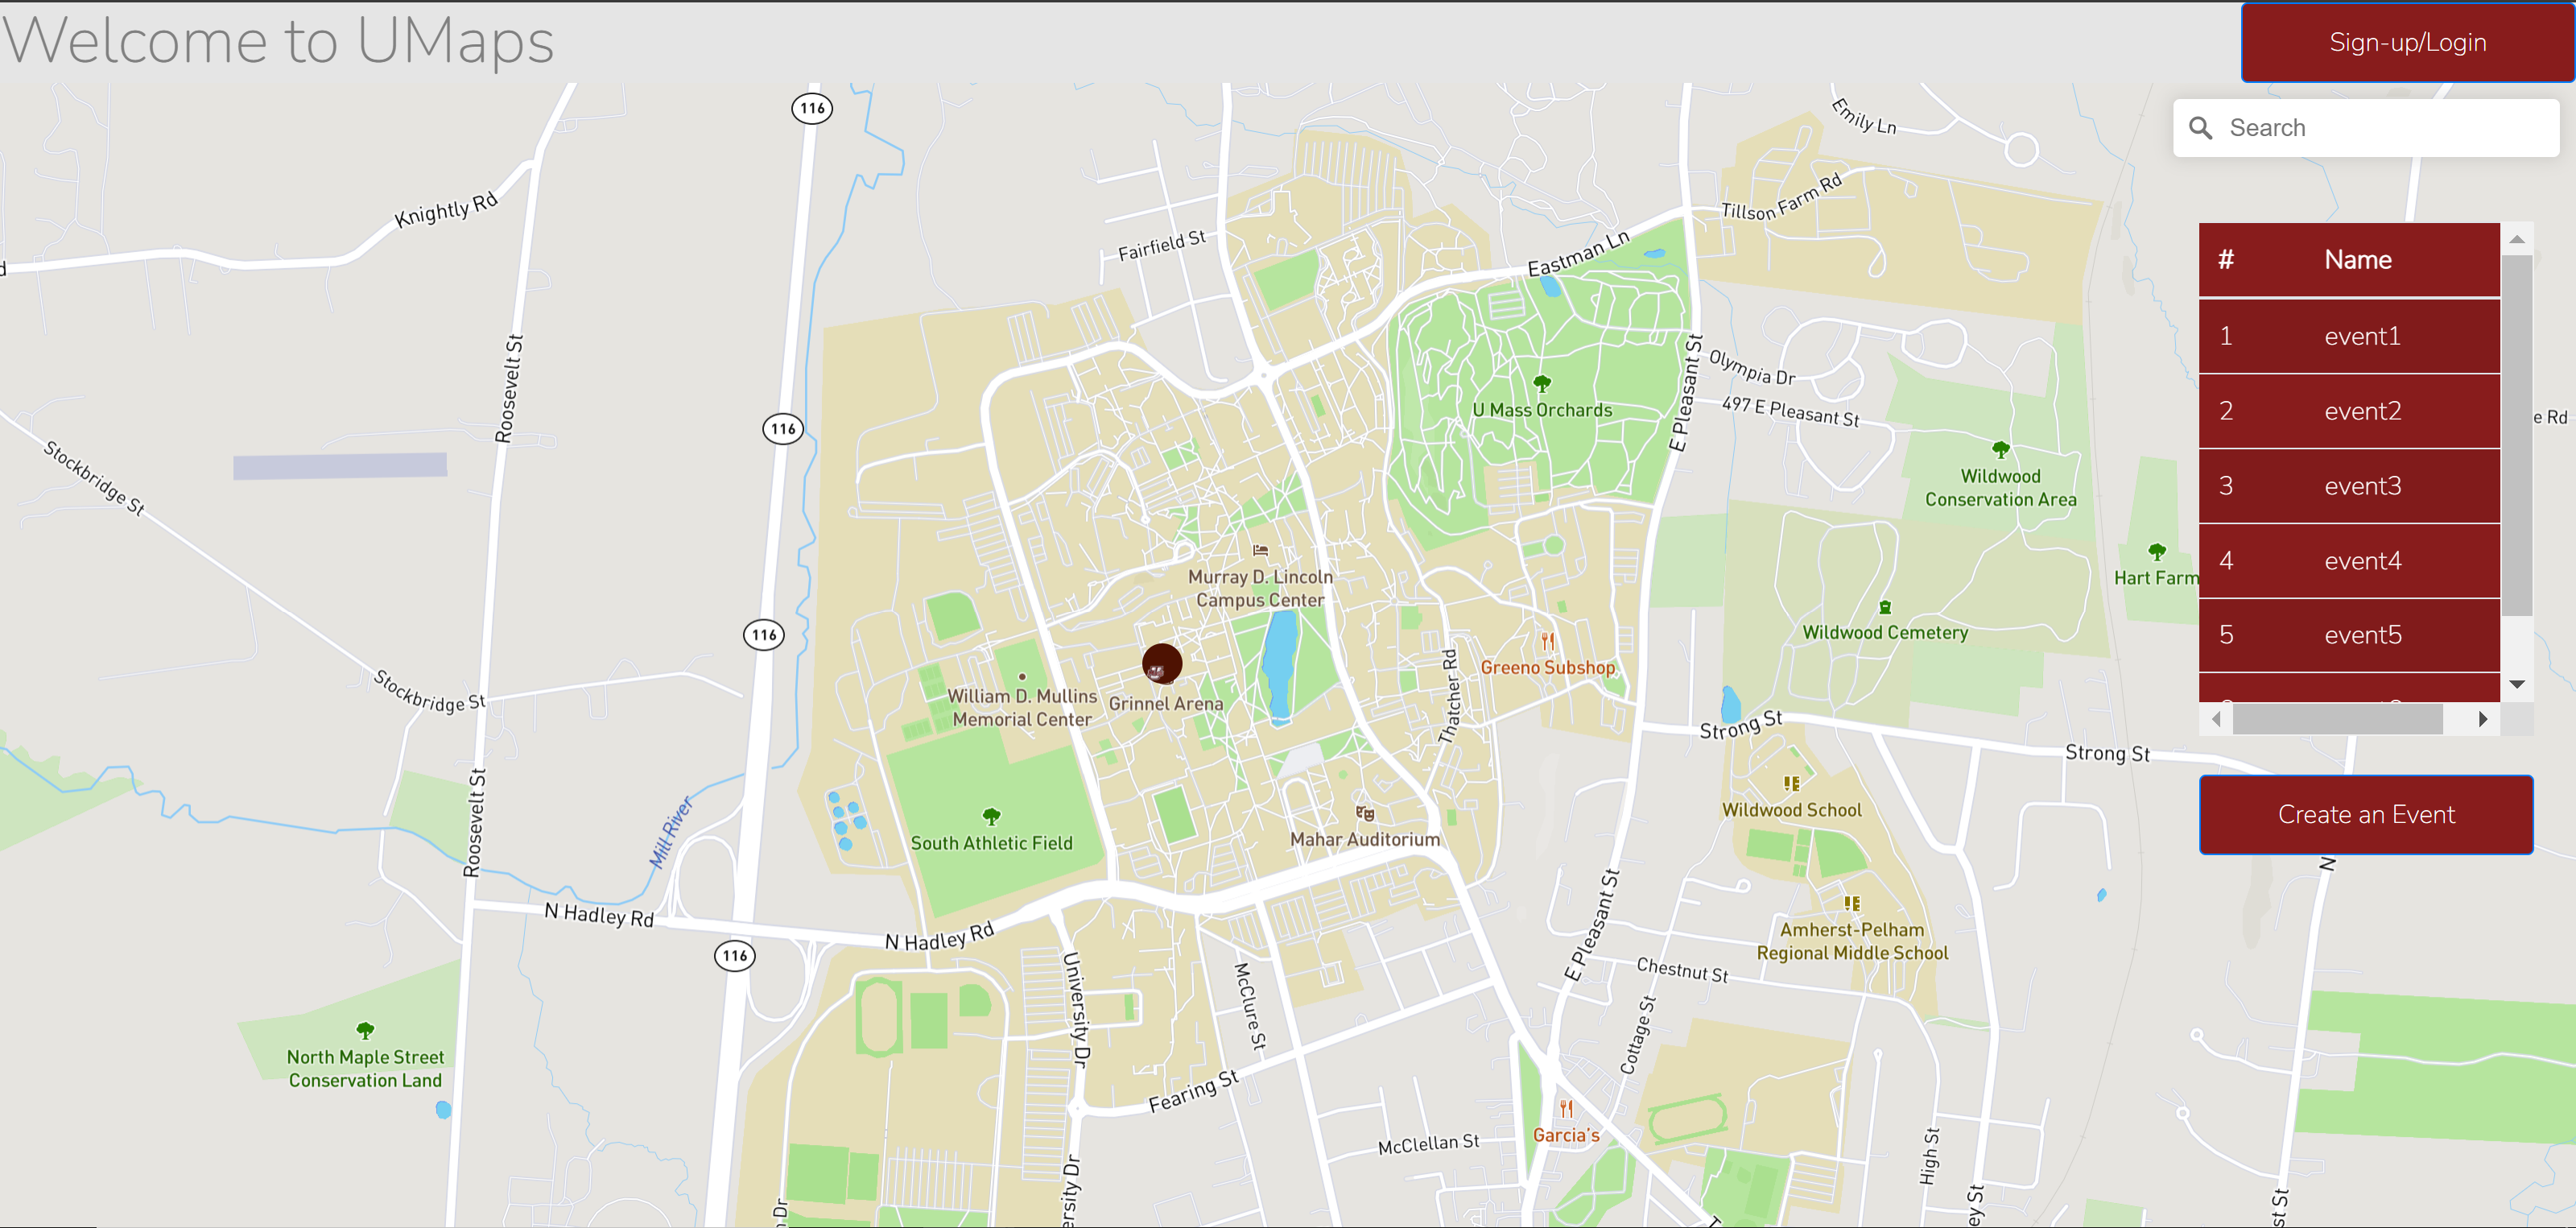 Welcome to UMaps
Sign-up/Login
Search
116
Emily Ln
Tillson Farm Rd
Knightly Rd
Fairfield St
Eastman Ln
# Name
1 event1
2 event2
3 event3
4 event4
5 event5
Create an Event
Roosevelt St
116
U Mass Orchards
E Pleasant St
Olympia Dr
497 E Pleasant St
e Rd
Stockbridge St
Wildwood
Conservation Area
Hart Farm
Murray D. Lincoln
Campus Center
116
Wildwood Cemetery
Greeno Subshop
Thatcher Rd
Stockbridge St
William D. Mullins
Memorial Center
Grinnel Arena
Strong St
Strong St
Roosevelt St
Mill River
South Athletic Field
Mahar Auditorium
Wildwood School
N
N Hadley Rd
N Hadley Rd
116
E Pleasant St
Amherst-Pelham
Regional Middle School
University Dr
McClure St
Chestnut St
Cottage St
North Maple Street
Conservation Land
Fearing St
Garcia's
McClellan St
High St
ersity Dr
Dr
ey St
st St